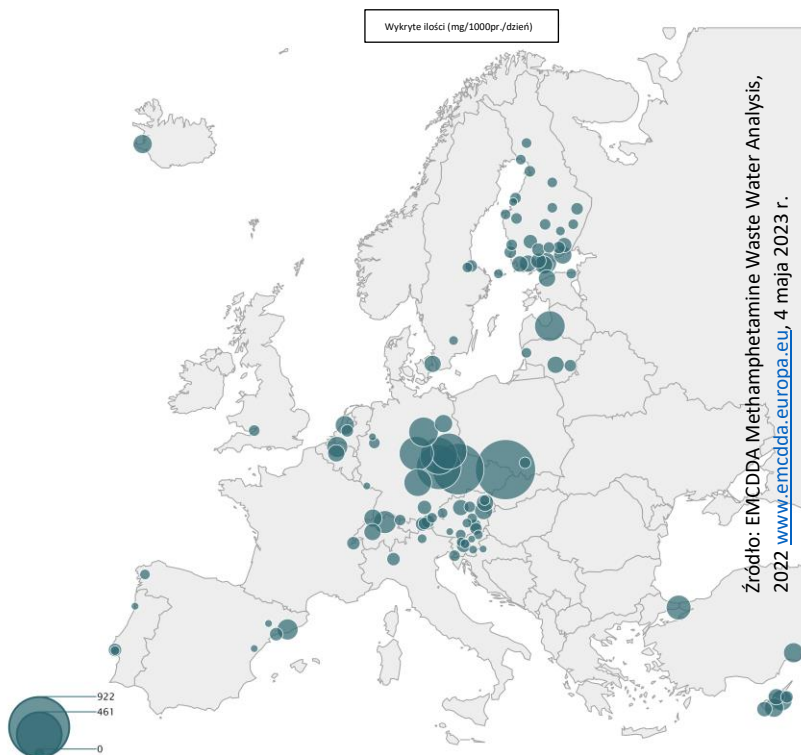 Wykryte ilości (mg/1000pr./dzień)
Źródło: EMCDDA Methamphetamine Waste Water Analysis,
2022 www.emcdda.europa.eu, 4 maja 2023 r.
922
461
0